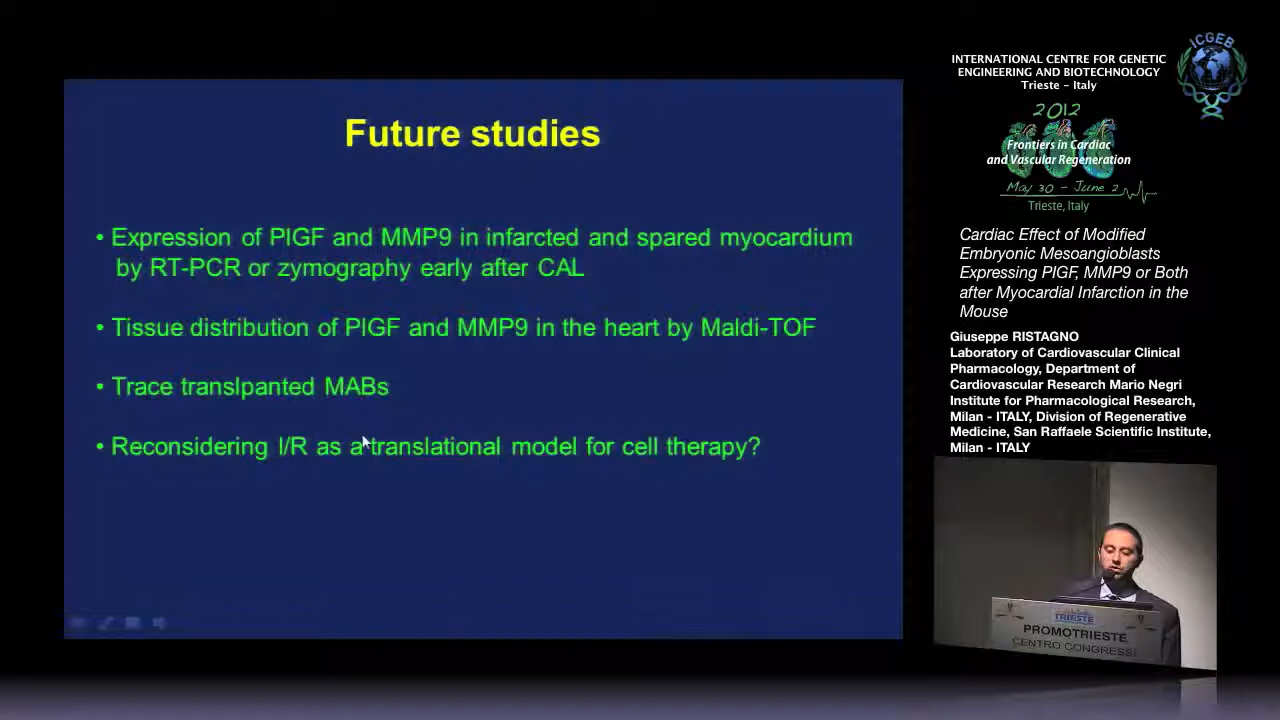 Future studies
• Expression of PIGF and MMP9 in infarcted and spared myocardium
by RT-PCR or zymography early after CAL
• Tissue distribution of PIGF and MMP9 in the heart by Maldi-TOF
• Trace translpanted MABs
• Reconsidering I/R as a translational model for cell therapy?
ICGEB
INTERNATIONAL CENTRE FOR GENETIC
ENGINEERING AND BIOTECHNOLOGY
Trieste - Italy
2012
Frontiers in Cardiac
and Vascular Regeneration
May 30 - June 2
Trieste, Italy
Cardiac Effect of Modified
Embryonic Mesoangioblasts
Expressing PIGF, MMP9 or Both
after Myocardial Infarction in the
Mouse
Giuseppe RISTAGNO
Laboratory of Cardiovascular Clinical
Pharmacology, Department of
Cardiovascular Research Mario Negri
Institute for Pharmacological Research,
Milan - ITALY, Division of Regenerative
Medicine, San Raffaele Scientific Institute,
Milan - ITALY
TRIESTE
PROMOTRIESTE
CENTRO CONGRESSI